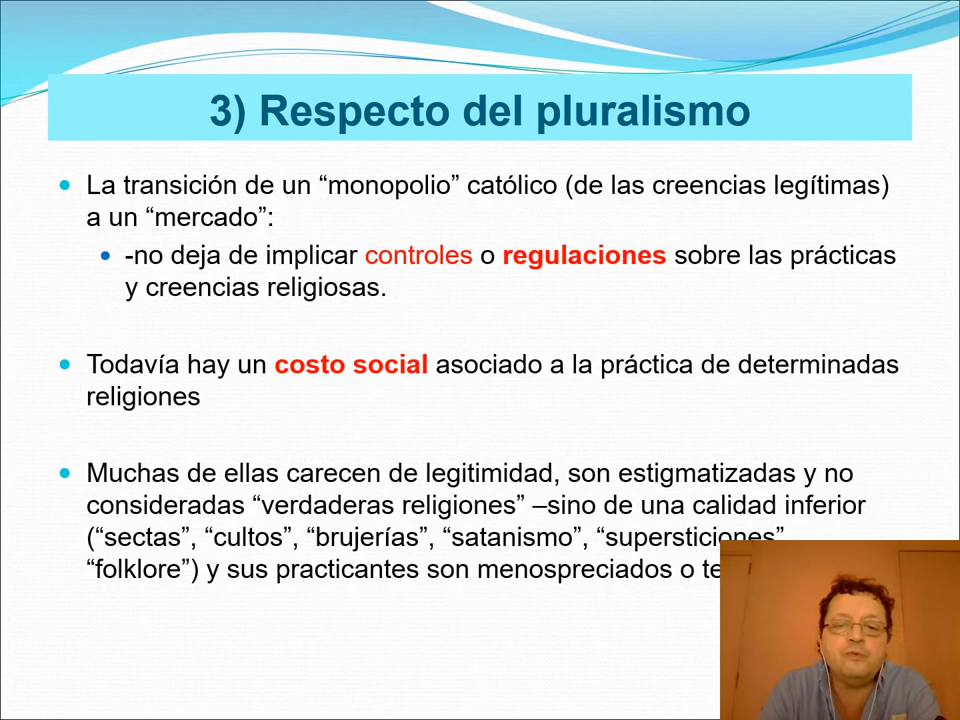 3) Respecto del pluralismo
La transición de un “monopolio” católico (de las creencias legítimas)
a un “mercado”:
-no deja de implicar controles o regulaciones sobre las prácticas
y creencias religiosas.
Todavía hay un costo social asociado a la práctica de determinadas
religiones
Muchas de ellas carecen de legitimidad, son estigmatizadas y no
consideradas “verdaderas religiones” –sino de una calidad inferior
(“sectas”, “cultos”, “brujerías”, “satanismo”, “supersticiones”
“folklore”) y sus practicantes son menospreciados o